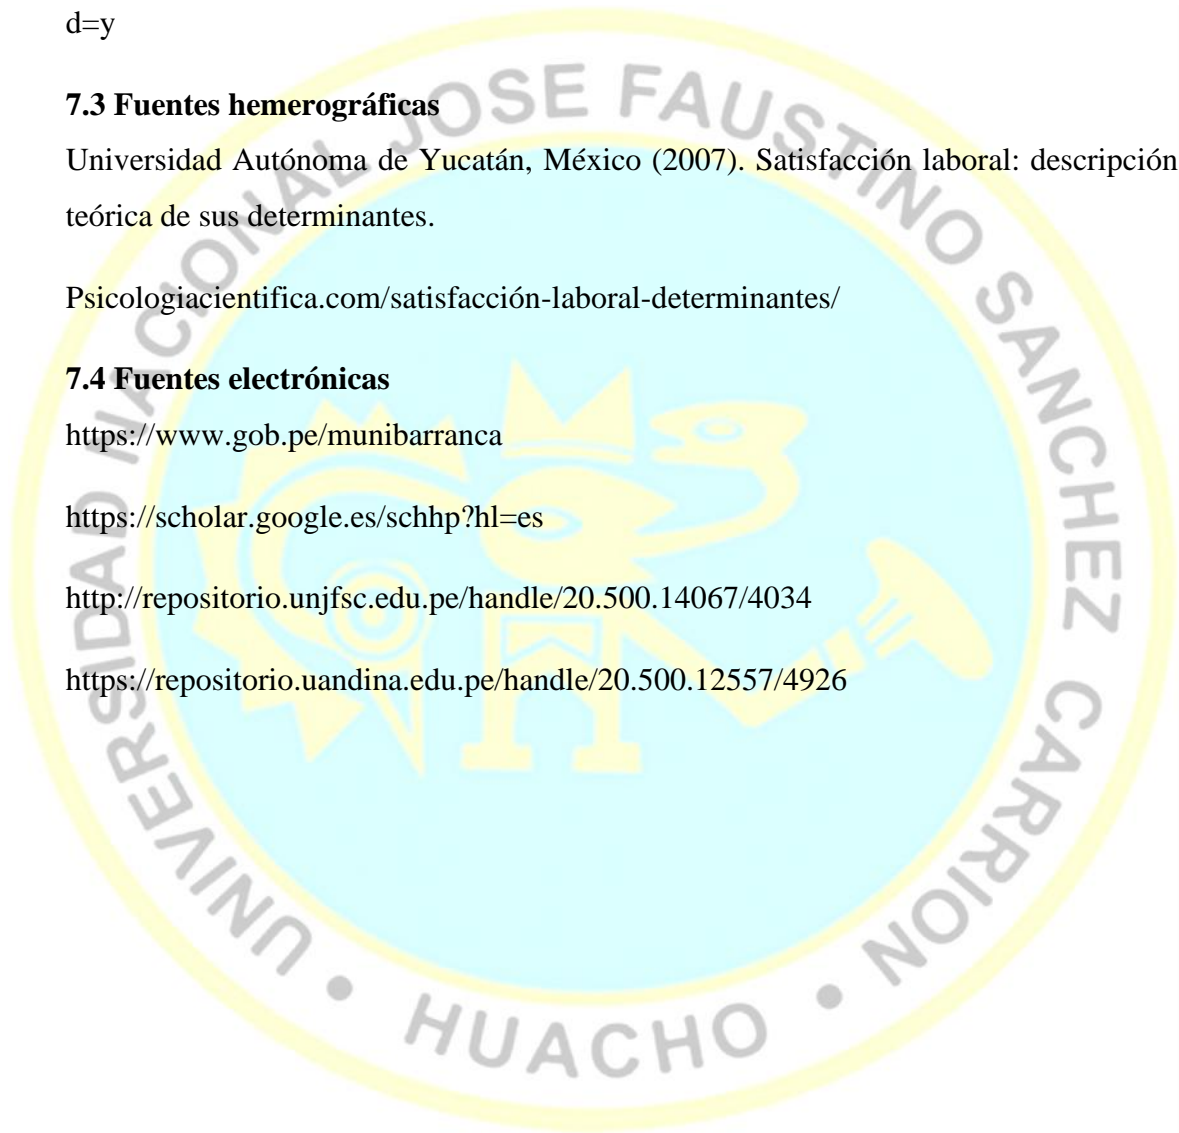 d=y
7.3 Fuentes hemerográficas
Universidad Autónoma de Yucatán, México (2007). Satisfacción laboral: descripción
teórica de sus determinantes.
Psicologiacientifica.com/satisfacción-laboral-determinantes/
7.4 Fuentes electrónicas
https://www.gob.pe/munibarranca
https://scholar.google.es/schhp?hl=es
http://repositorio.unjfsc.edu.pe/handle/20.500.14067/4034
https://repositorio.uandina.edu.pe/handle/20.500.12557/4926
UNIVERSIDAD NACIONAL JOSE FAUSTINO SANCHEZ CARRION • HUACHO •